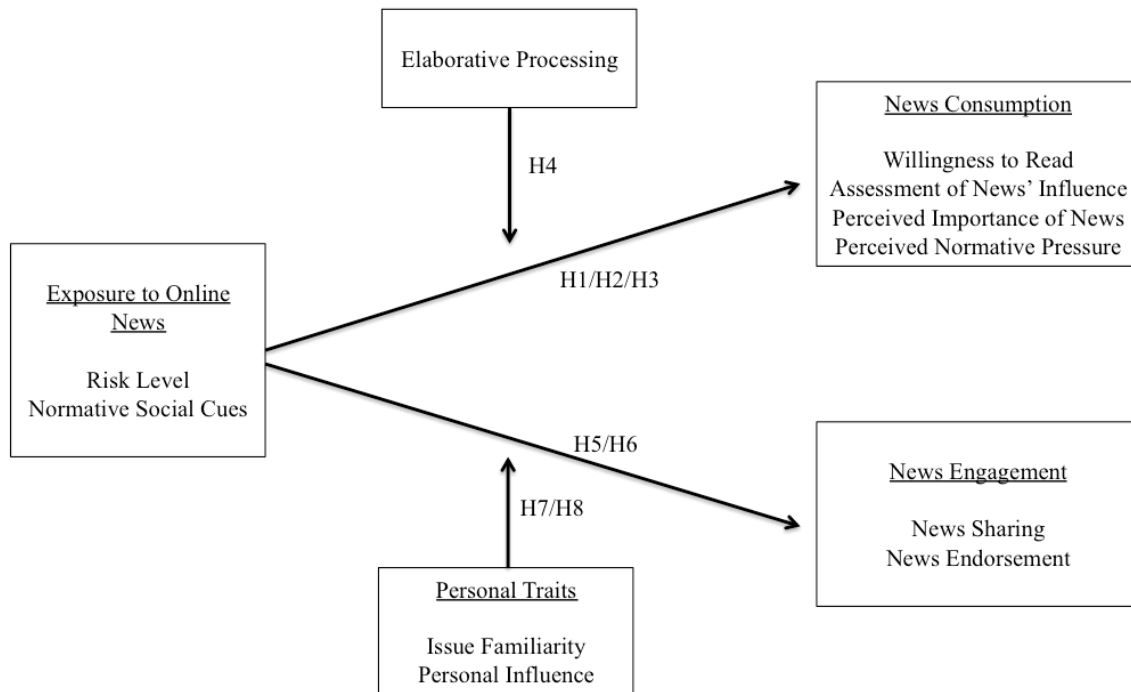 Elaborative Processing
H4
News Consumption
Willingness to Read
Assessment of News’ Influence
Perceived Importance of News
Perceived Normative Pressure
H1/H2/H3
Exposure to Online
News
Risk Level
Normative Social Cues
H5/H6
H7/H8
News Engagement
News Sharing
News Endorsement
Personal Traits
Issue Familiarity
Personal Influence